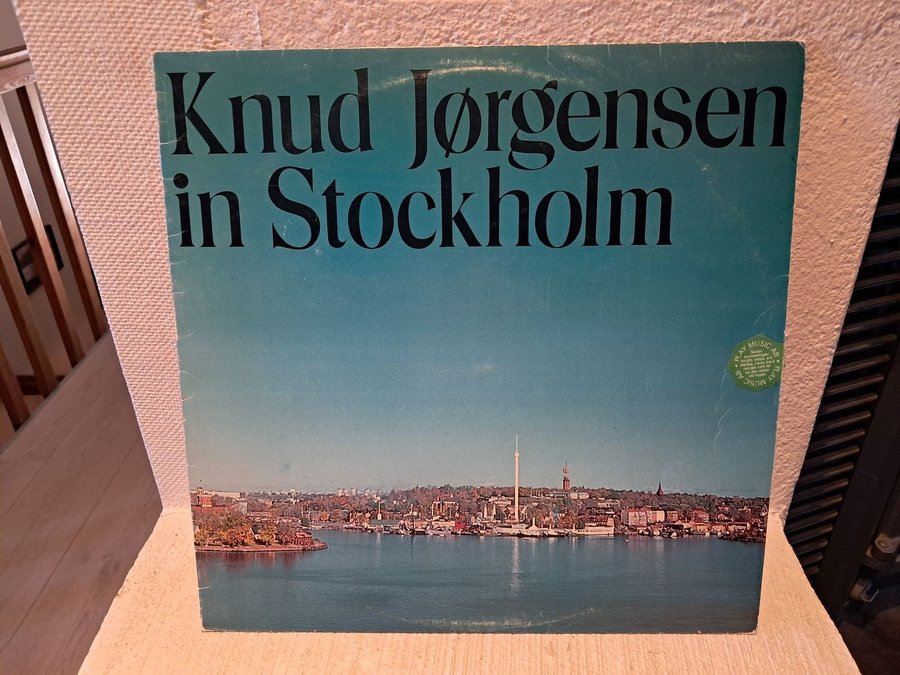 Knud Jørgensen
in Stockholm
PLAY MUSIC AB
PLAY MUSIC AB